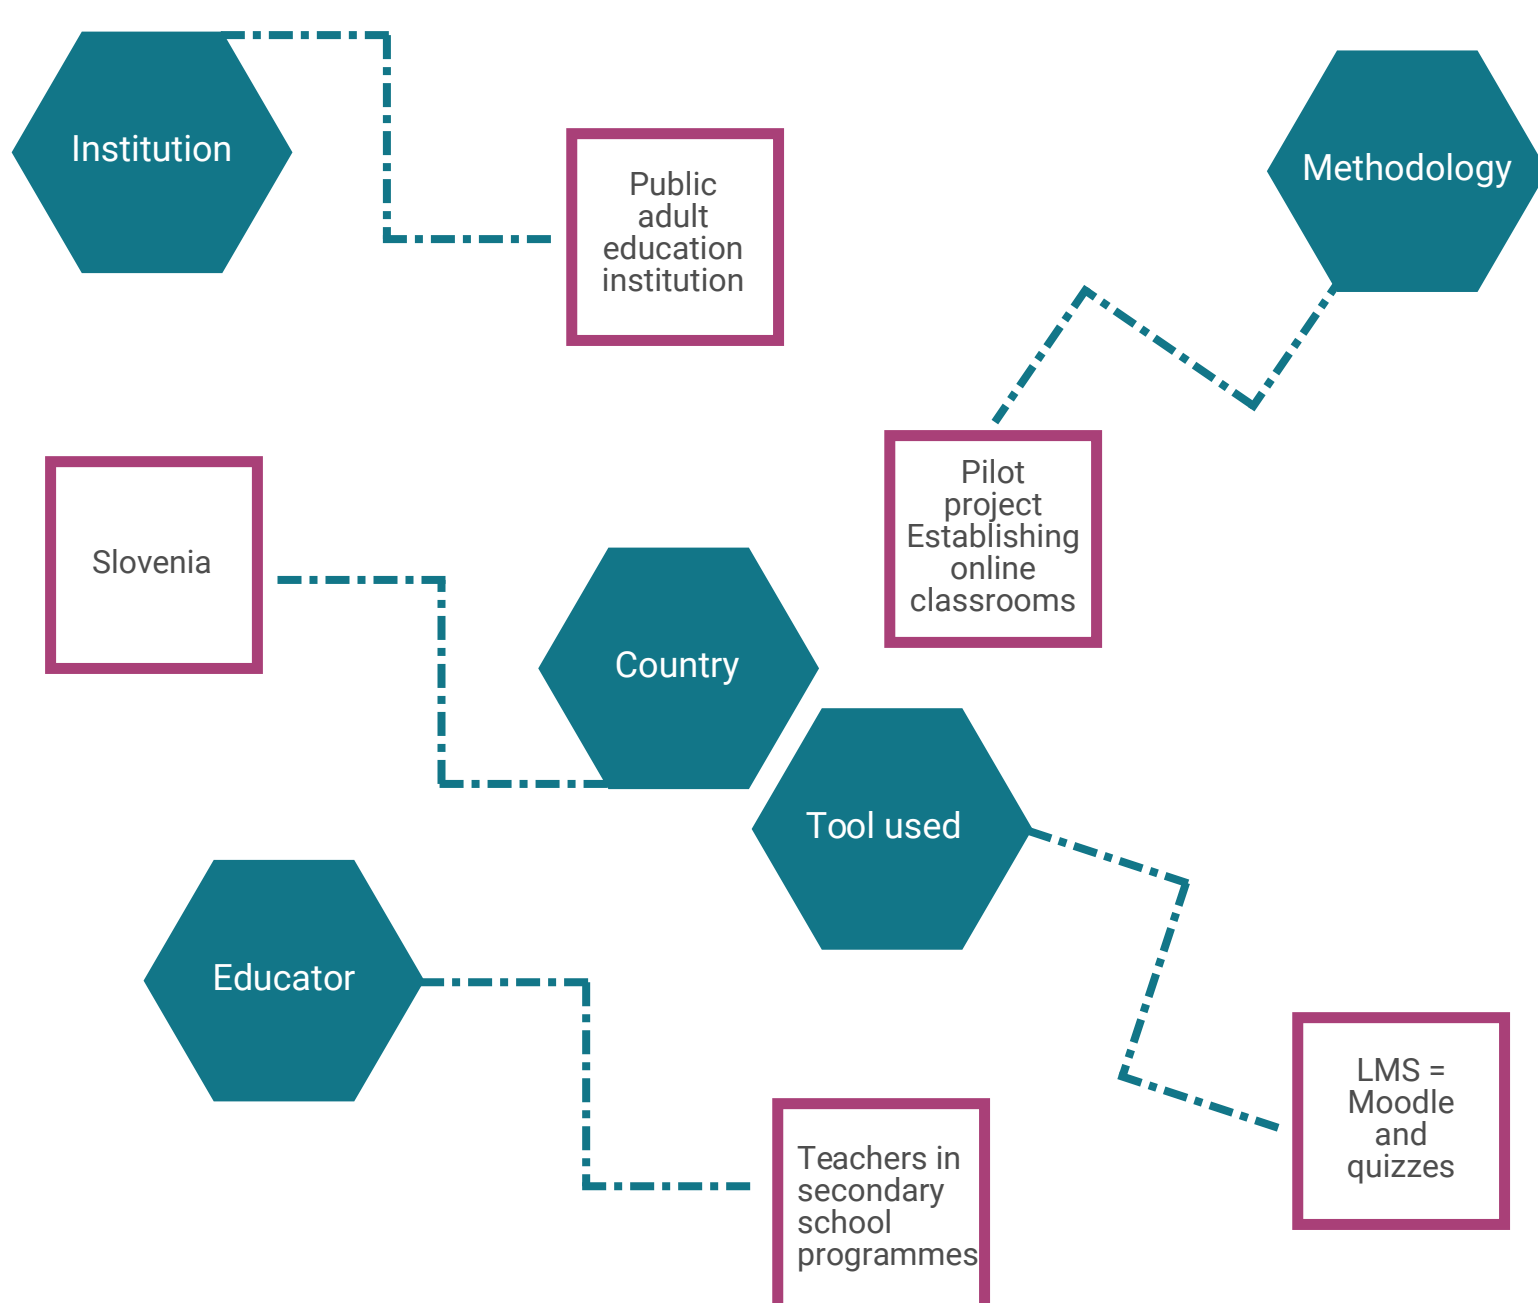 Institution
Public
adult
education
institution
Methodology
Pilot
project
Establishing
online
classrooms
Slovenia
Country
Tool used
LMS =
Moodle
and
quizzes
Educator
Teachers in
secondary
school
programmes